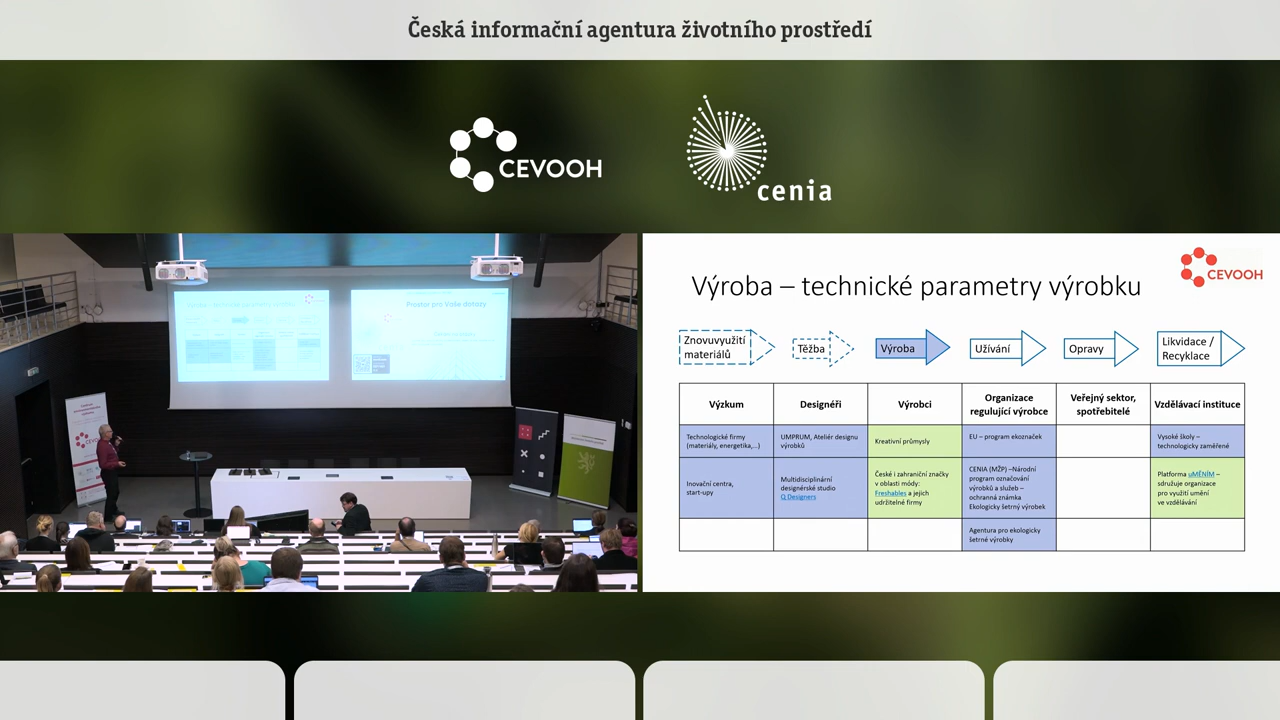 Česká informační agentura životního prostředí
CEVOOH
cenia
Prostor pro Vaše dotazy
CEVOOH
Výroba – technické parametry výrobku
Znovuvyužití
materiálů
Těžba
Výroba
Užívání
Opravy
Likvidace /
Recyklace
Výzkum
Designéři
Výrobci
Organizace
regulující výrobce
Veřejný sektor,
spotřebitelé
Vzdělávací instituce
Technologické firmy
(materiály, energetika,...)
UMPRUM, Ateliér designu
výrobků
Kreativní průmysly
EU – program ekoznaček
Vysoké školy –
technologicky zaměřené
Inovační centra,
start-upy
Multidisciplinární
designérské studio
Q Designers
České i zahraniční značky
v oblasti módy:
Freshables a jejich
udržitelné firmy
CENIA (MŽP) –Národní
program označování
výrobků a služeb –
ochranná známka
Ekologicky šetrný výrobek
Platforma uMĚNÍM –
sdružuje organizace
pro využití umění
ve vzdělávání
Agentura pro ekologicky
šetrné výrobky